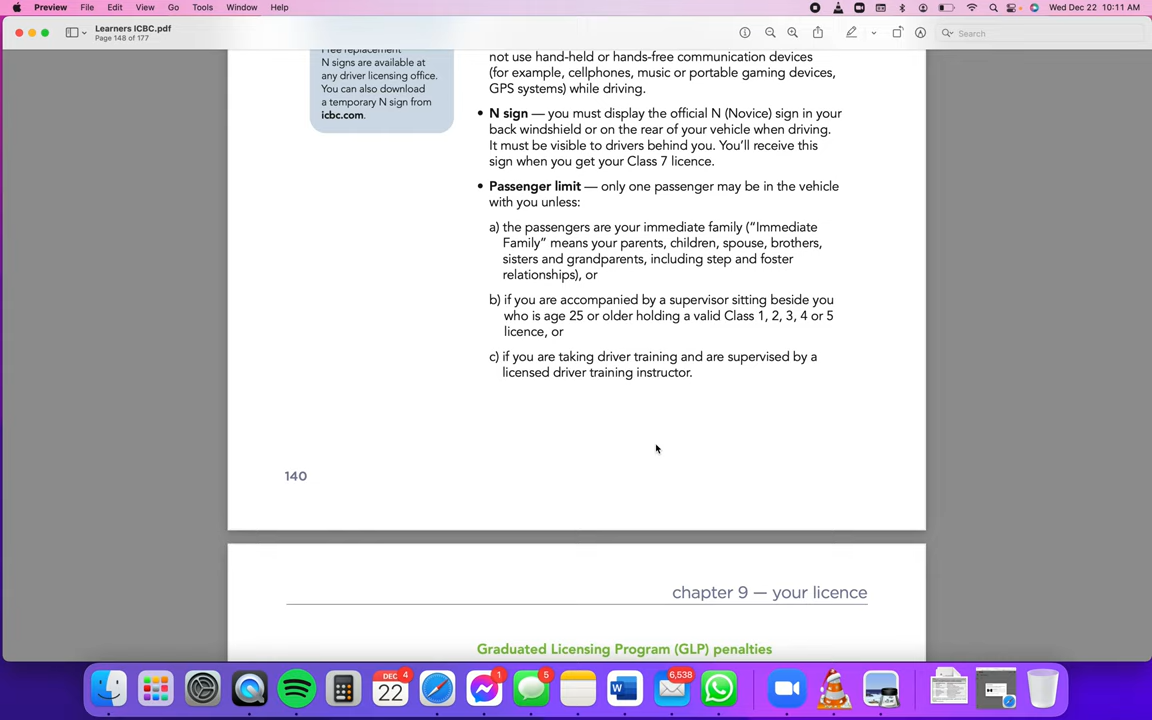 Preview File Edit View Go Tools Window Help Wed Dec 22 10:11 AM
Learners ICBC.pdf
Page 148 of 177
Search
Free replacement
N signs are available at
any driver licensing office.
You can also download
a temporary N sign from
icbc.com.
not use hand-held or hands-free communication devices
(for example, cellphones, music or portable gaming devices,
GPS systems) while driving.
• N sign — you must display the official N (Novice) sign in your
back windshield or on the rear of your vehicle when driving.
It must be visible to drivers behind you. You’ll receive this
sign when you get your Class 7 licence.
• Passenger limit — only one passenger may be in the vehicle
with you unless:
a) the passengers are your immediate family (“Immediate
Family” means your parents, children, spouse, brothers,
sisters and grandparents, including step and foster
relationships), or
b) if you are accompanied by a supervisor sitting beside you
who is age 25 or older holding a valid Class 1, 2, 3, 4 or 5
licence, or
c) if you are taking driver training and are supervised by a
licensed driver training instructor.
140
chapter 9 — your licence
Graduated Licensing Program (GLP) penalties
DEC 4
22
1
5
W
6,538